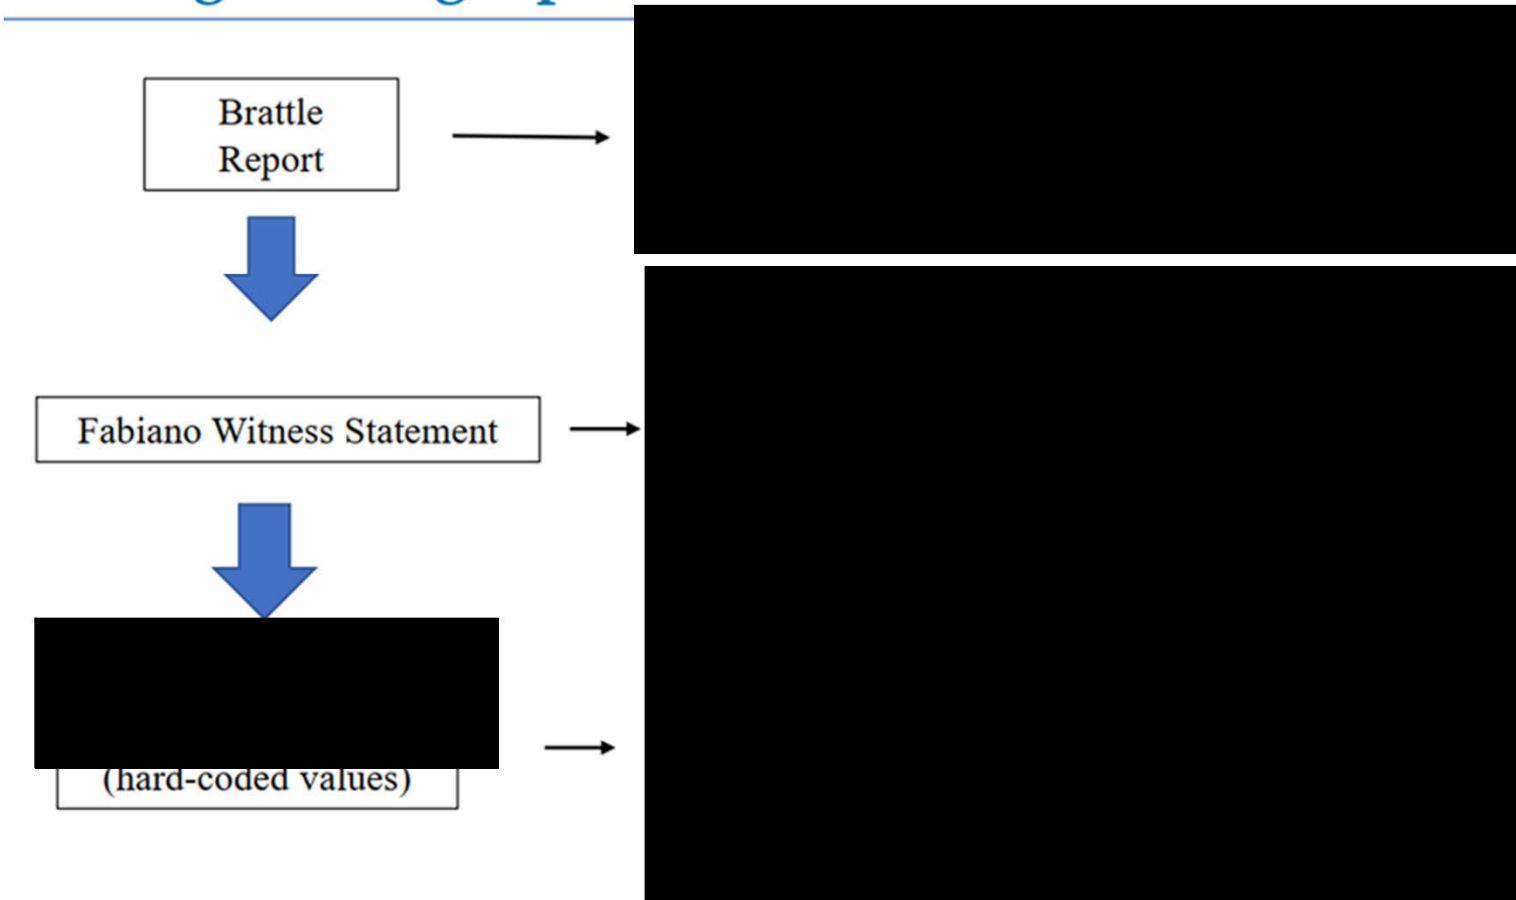 Brattle
Report
Fabiano Witness Statement
(hard-coded values)